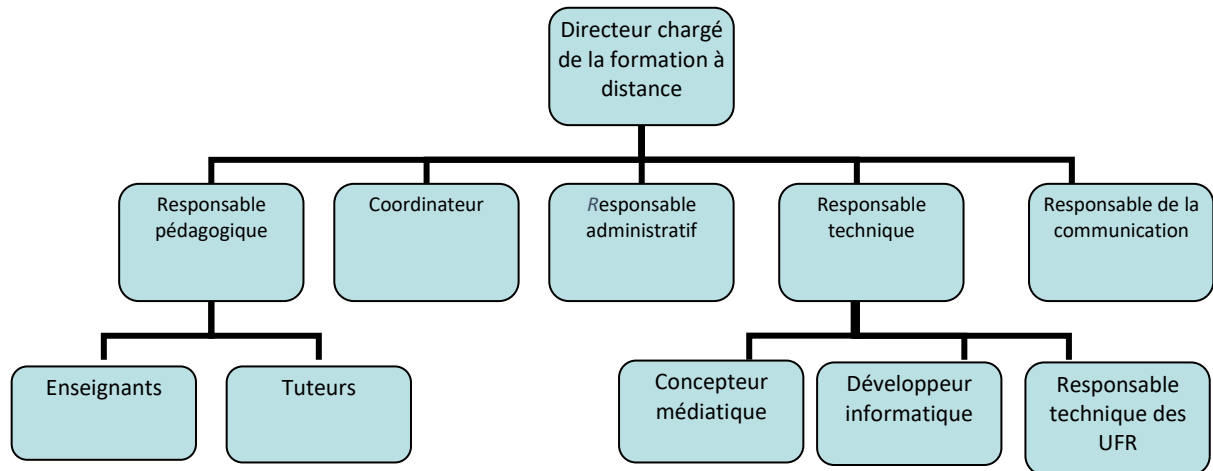 Directeur chargé
de la formation à
distance
Responsable
pédagogique
Coordinateur
Responsable
administratif
Responsable
technique
Responsable de la
communication
Enseignants
Tuteurs
Concepteur
médiatique
Développeur
informatique
Responsable
technique des
UFR